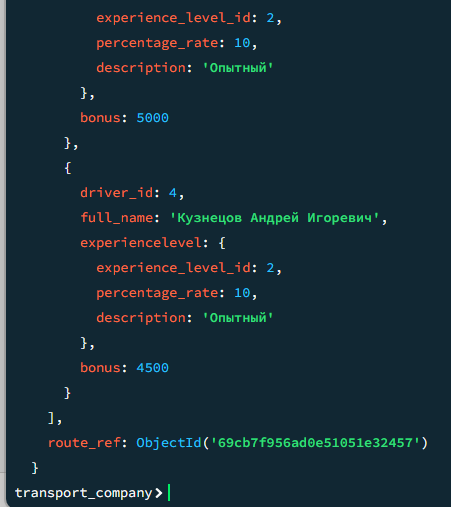 experience_level_id: 2,
percentage_rate: 10,
description: 'Опытный'
},
bonus: 5000
},
{
driver_id: 4,
full_name: 'Кузнецов Андрей Игоревич',
experiencelevel: {
experience_level_id: 2,
percentage_rate: 10,
description: 'Опытный'
},
bonus: 4500
}
],
route_ref: ObjectId('69cb7f956ad0e51051e32457')
}
transport_company>